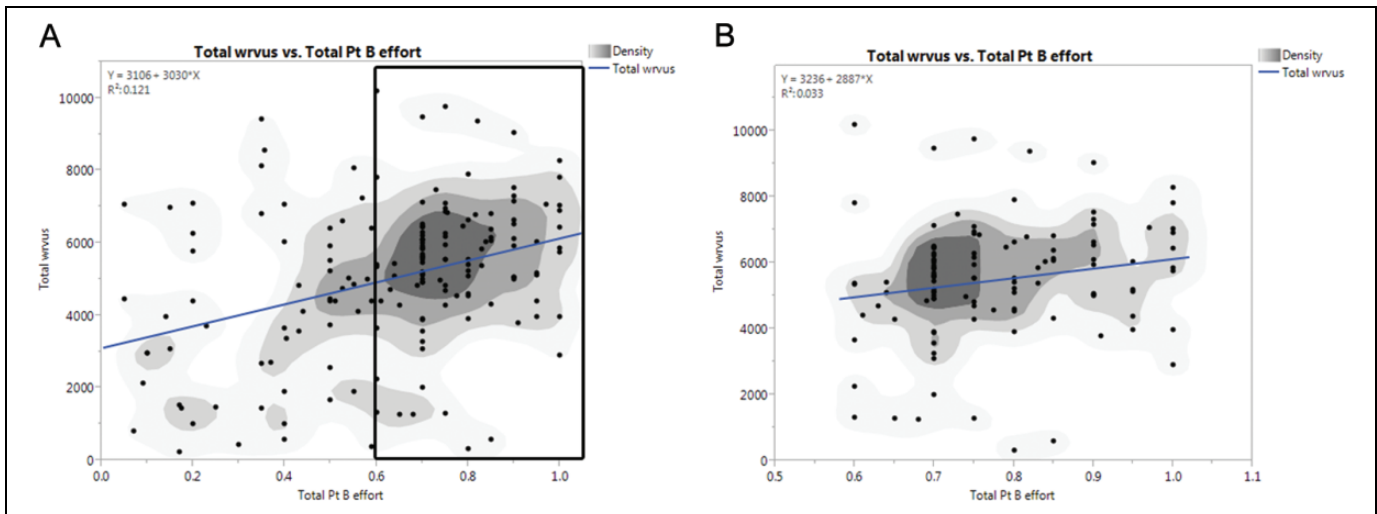 A
Total wrvus vs. Total Pt B effort
Y = 3106 + 3030*X
R²: 0.121
Density
Total wrvus
Total wrvus
10000
8000
6000
4000
2000
0
0.0 0.2 0.4 0.6 0.8 1.0
Total Pt B effort
B
Total wrvus vs. Total Pt B effort
Y = 3236 + 2887*X
R²: 0.033
Density
Total wrvus
Total wrvus
10000
8000
6000
4000
2000
0
0.5 0.6 0.7 0.8 0.9 1.0 1.1
Total Pt B effort